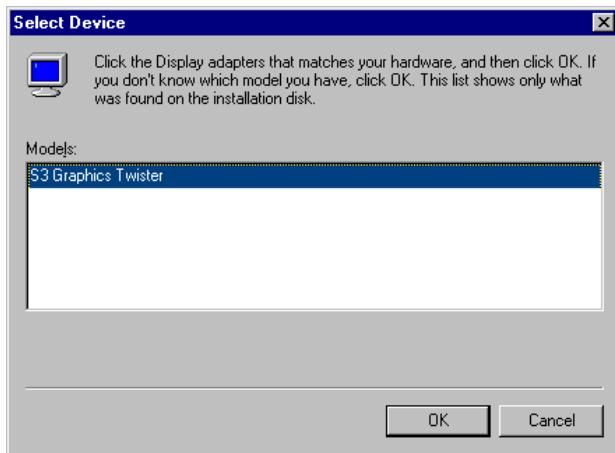 Select Device
Click the Display adapters that matches your hardware, and then click OK. If
you don't know which model you have, click OK. This list shows only what
was found on the installation disk.
Models:
S3 Graphics Twister
OK Cancel